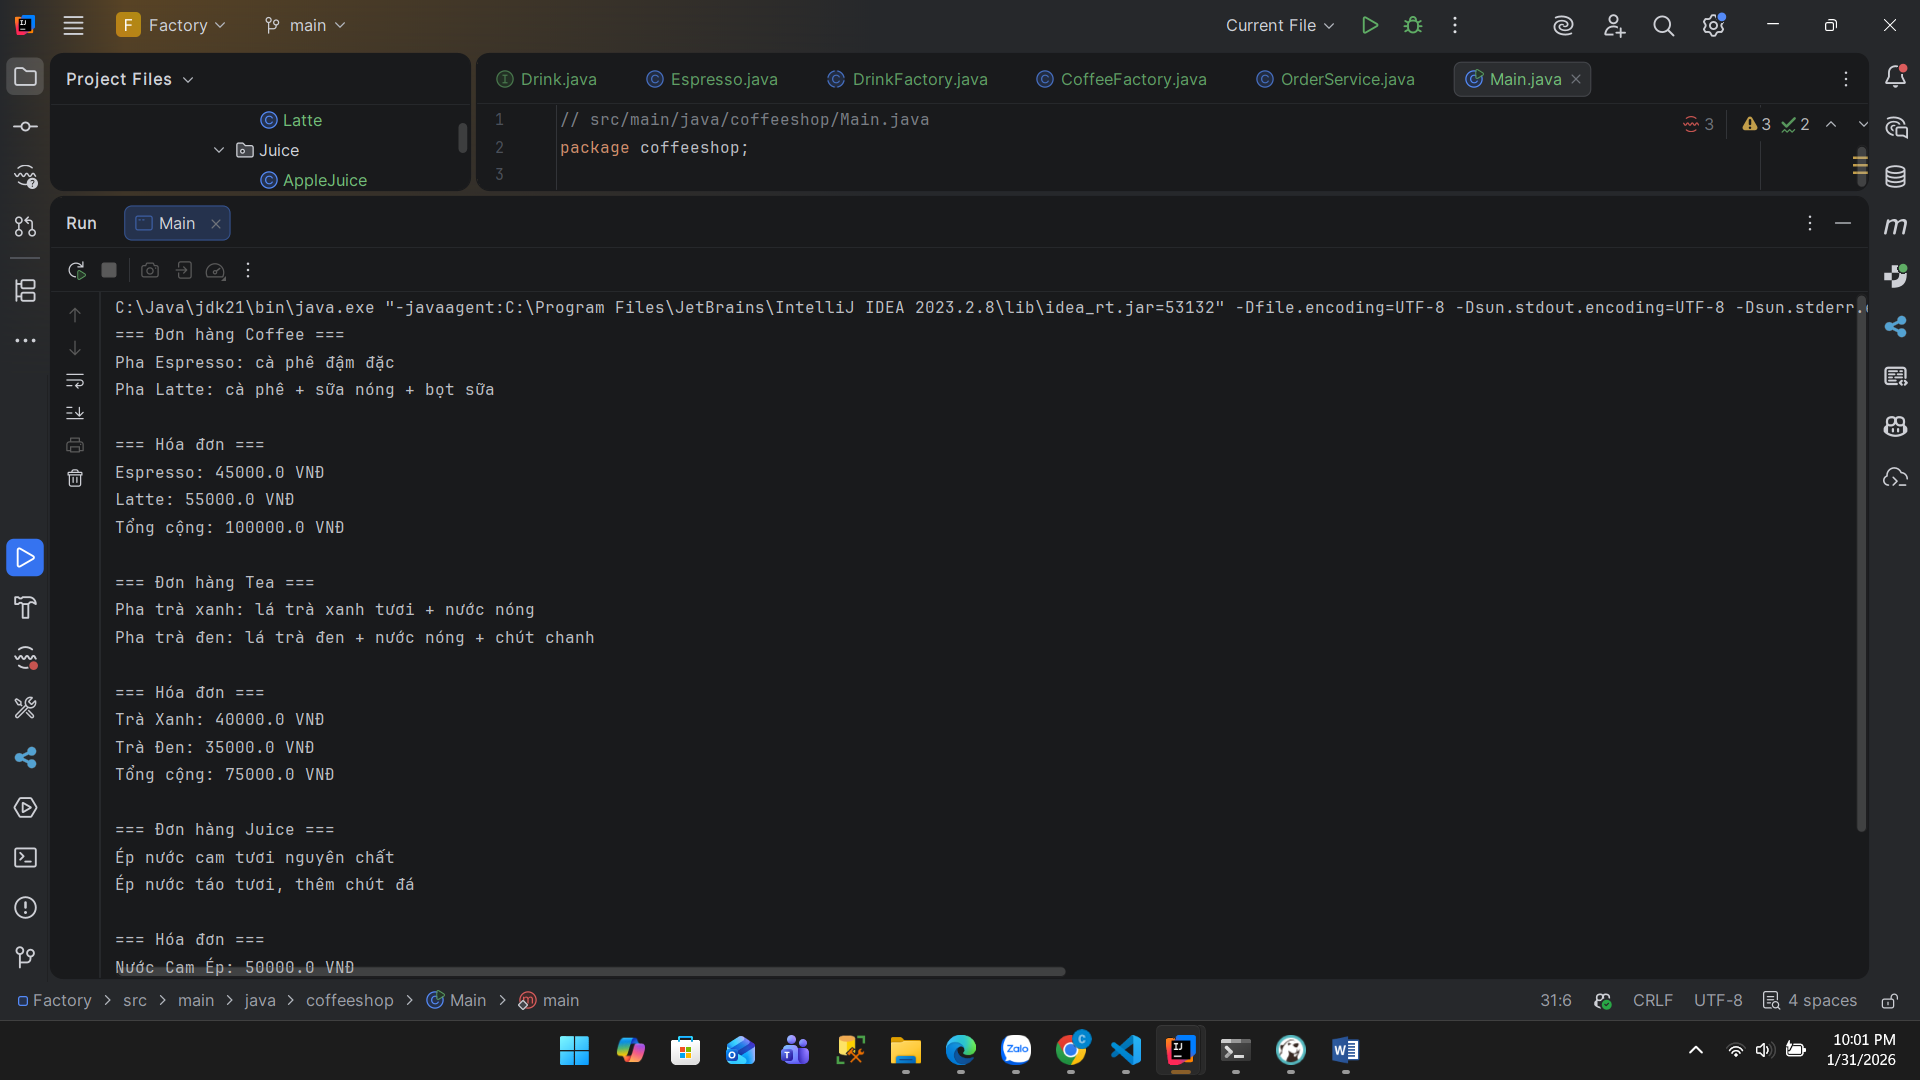 F Factory main Current File
Project Files
Drink.java Espresso.java DrinkFactory.java CoffeeFactory.java OrderService.java Main.java
Latte
Juice
AppleJuice
1 // src/main/java/coffeeshop/Main.java
2 package coffeeshop;
3
3 3 2
Run Main
C:\Java\jdk21\bin\java.exe "-javaagent:C:\Program Files\JetBrains\IntelliJ IDEA 2023.2.8\lib\idea_rt.jar=53132" -Dfile.encoding=UTF-8 -Dsun.stdout.encoding=UTF-8 -Dsun.stderr.
=== Đơn hàng Coffee ===
Pha Espresso: cà phê đậm đặc
Pha Latte: cà phê + sữa nóng + bọt sữa
=== Hóa đơn ===
Espresso: 45000.0 VNĐ
Latte: 55000.0 VNĐ
Tổng cộng: 100000.0 VNĐ
=== Đơn hàng Tea ===
Pha trà xanh: lá trà xanh tươi + nước nóng
Pha trà đen: lá trà đen + nước nóng + chút chanh
=== Hóa đơn ===
Trà Xanh: 40000.0 VNĐ
Trà Đen: 35000.0 VNĐ
Tổng cộng: 75000.0 VNĐ
=== Đơn hàng Juice ===
Ép nước cam tươi nguyên chất
Ép nước táo tươi, thêm chút đá
=== Hóa đơn ===
Nước Cam Ép: 50000.0 VNĐ
Factory > src > main > java > coffeeshop > Main > main
31:6 CRLF UTF-8 4 spaces
10:01 PM
1/31/2026